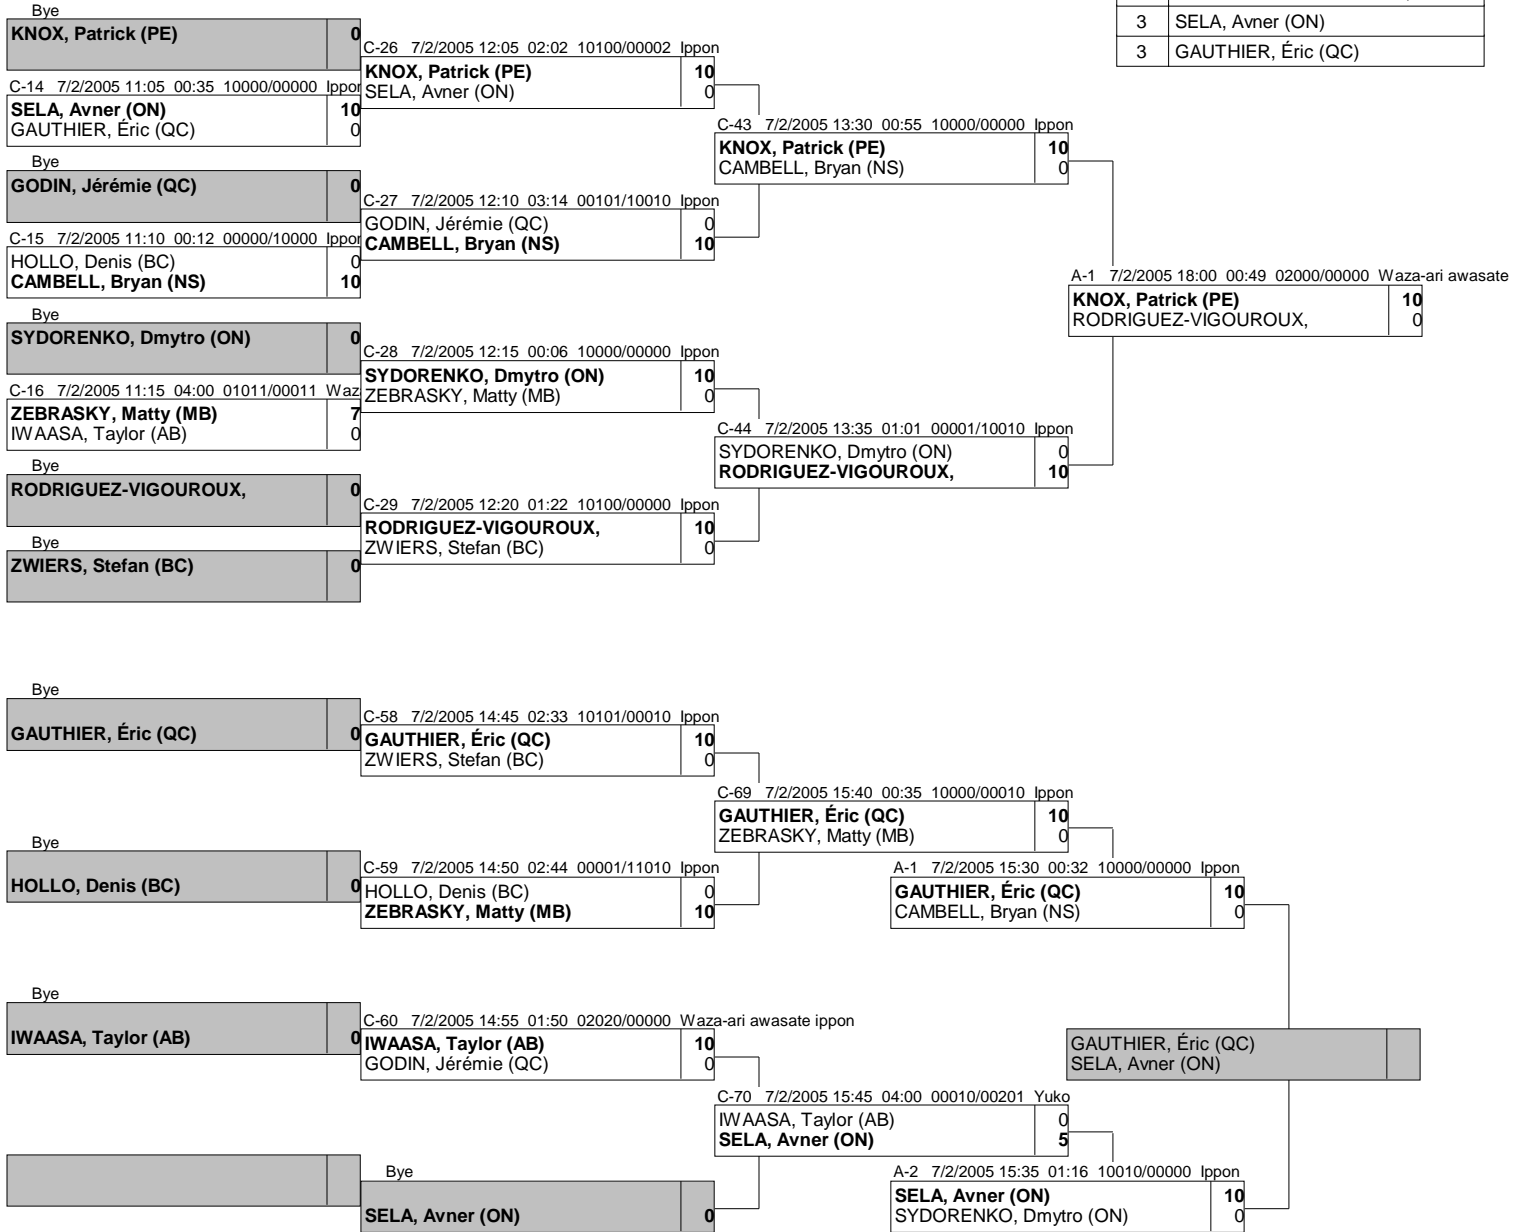 Bye
KNOX, Patrick (PE) 0
C-14 7/2/2005 11:05 00:35 10000/00000 Ippon
SELA, Avner (ON) 10
GAUTHIER, Éric (QC) 0
Bye
GODIN, Jérémie (QC) 0
C-15 7/2/2005 11:10 00:12 00000/10000 Ippon
HOLLO, Denis (BC) 0
CAMBELL, Bryan (NS) 10
Bye
SYDORENKO, Dmytro (ON) 0
C-16 7/2/2005 11:15 04:00 01011/00011 Waz
ZEBRASKY, Matty (MB) 7
IWAASA, Taylor (AB) 0
Bye
RODRIGUEZ-VIGOUROUX, 0
Bye
ZWIERS, Stefan (BC) 0
C-26 7/2/2005 12:05 02:02 10100/00002 Ippon
KNOX, Patrick (PE) 10
SELA, Avner (ON) 0
C-27 7/2/2005 12:10 03:14 00101/10010 Ippon
GODIN, Jérémie (QC) 0
CAMBELL, Bryan (NS) 10
C-28 7/2/2005 12:15 00:06 10000/00000 Ippon
SYDORENKO, Dmytro (ON) 10
ZEBRASKY, Matty (MB) 0
C-29 7/2/2005 12:20 01:22 10100/00000 Ippon
RODRIGUEZ-VIGOUROUX, 10
ZWIERS, Stefan (BC) 0
C-43 7/2/2005 13:30 00:55 10000/00000 Ippon
KNOX, Patrick (PE) 10
CAMBELL, Bryan (NS) 0
C-44 7/2/2005 13:35 01:01 00001/10010 Ippon
SYDORENKO, Dmytro (ON) 0
RODRIGUEZ-VIGOUROUX, 10
3 SELA, Avner (ON)
3 GAUTHIER, Éric (QC)
A-1 7/2/2005 18:00 00:49 02000/00000 Waza-ari awasate
KNOX, Patrick (PE) 10
RODRIGUEZ-VIGOUROUX, 0
Bye
GAUTHIER, Éric (QC) 0
Bye
HOLLO, Denis (BC) 0
Bye
IWAASA, Taylor (AB) 0
C-58 7/2/2005 14:45 02:33 10101/00010 Ippon
GAUTHIER, Éric (QC) 10
ZWIERS, Stefan (BC) 0
C-59 7/2/2005 14:50 02:44 00001/11010 Ippon
HOLLO, Denis (BC) 0
ZEBRASKY, Matty (MB) 10
C-60 7/2/2005 14:55 01:50 02020/00000 Waza-ari awasate ippon
IWAASA, Taylor (AB) 10
GODIN, Jérémie (QC) 0
Bye
SELA, Avner (ON) 0
C-69 7/2/2005 15:40 00:35 10000/00010 Ippon
GAUTHIER, Éric (QC) 10
ZEBRASKY, Matty (MB) 0
C-70 7/2/2005 15:45 04:00 00010/00201 Yuko
IWAASA, Taylor (AB) 0
SELA, Avner (ON) 5
A-1 7/2/2005 15:30 00:32 10000/00000 Ippon
GAUTHIER, Éric (QC) 10
CAMBELL, Bryan (NS) 0
A-2 7/2/2005 15:35 01:16 10010/00000 Ippon
SELA, Avner (ON) 10
SYDORENKO, Dmytro (ON) 0
GAUTHIER, Éric (QC)
SELA, Avner (ON)